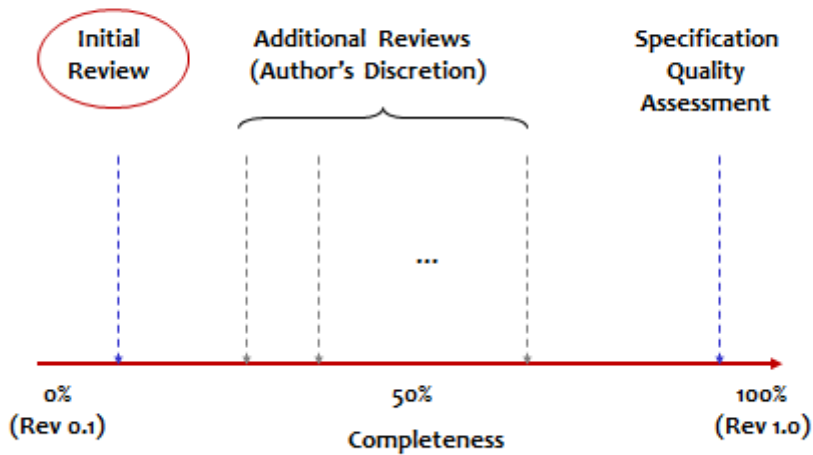 Initial
Review
Additional Reviews
(Author's Discretion)
Specification
Quality
Assessment
...
0%
(Rev 0.1)
50%
100%
(Rev 1.0)
Completeness